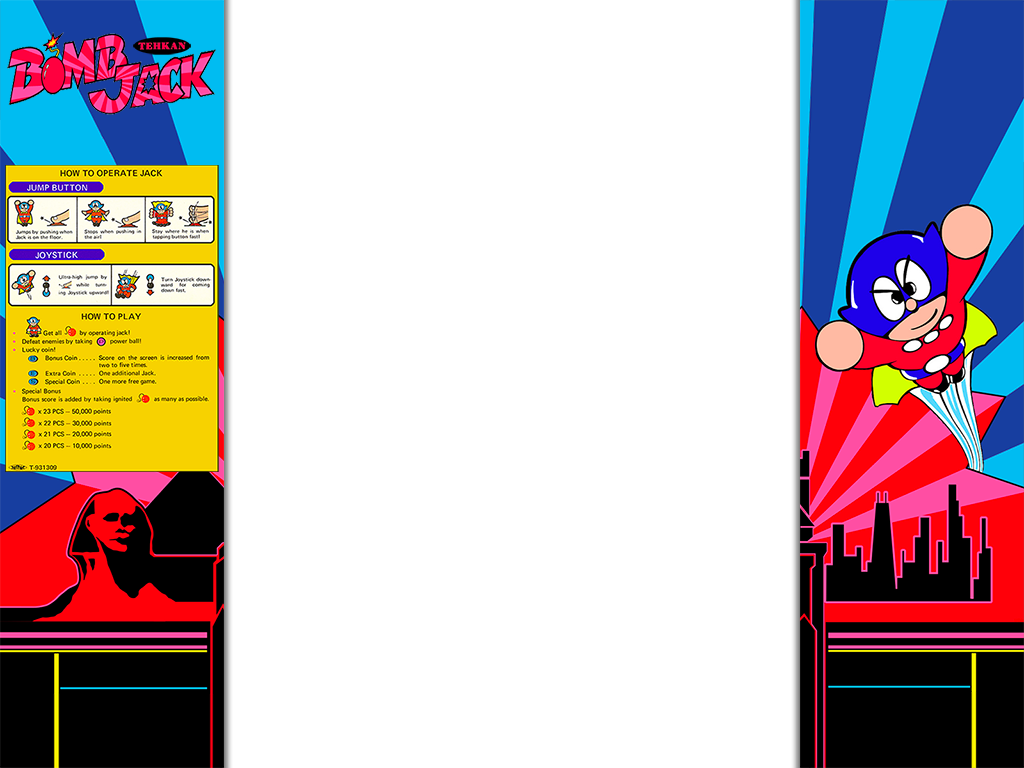 TEHKAN
BOMB
JACK
HOW TO OPERATE JACK
JUMP BUTTON
Jumps by pushing when
Jack is on the floor.
Stops when pushing in
the air!
Stay where he is when
tapping button fast!
JOYSTICK
Ultra-high jump by
while turn-
ing Joystick upward!
Turn Joystick down
ward for coming
down fast.
HOW TO PLAY
Get all by operating jack!
Defeat enemies by taking power ball!
Lucky coin!
Bonus Coin ..... Score on the screen is increased from
two to five times.
Extra Coin ..... One additional Jack.
Special Coin .... One more free game.
Special Bonus
Bonus score is added by taking ignited as many as possible.
x 23 PCS — 50,000 points
x 22 PCS — 30,000 points
x 21 PCS — 20,000 points
x 20 PCS — 10,000 points
T-931309